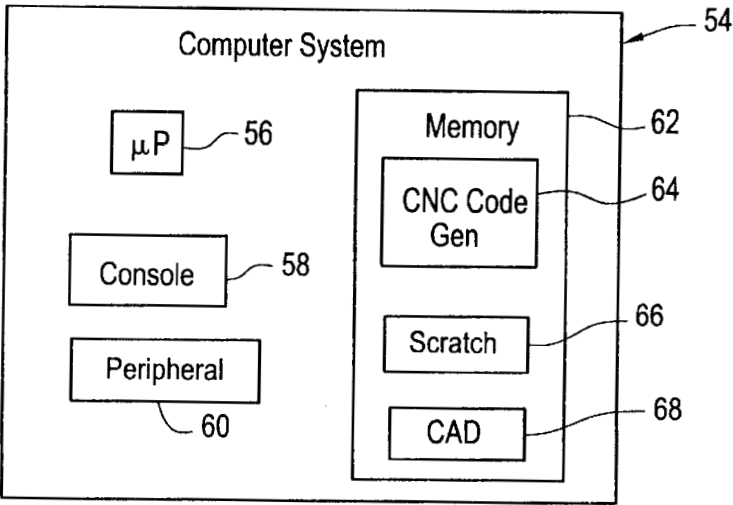 Computer System
54
μP
56
Memory
62
CNC Code
Gen
64
Console
58
Scratch
66
Peripheral
60
CAD
68